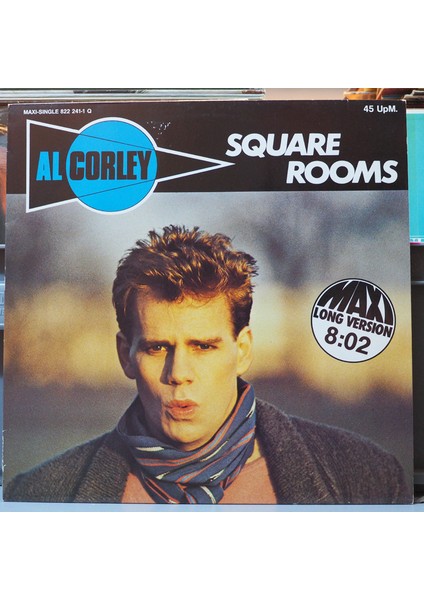 MAXI-SINGLE 822 241-1 Q
45 UpM.
AL CORLEY
SQUARE
ROOMS
MAXI
LONG VERSION
8:02